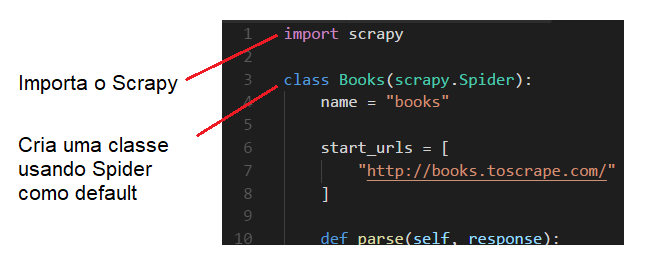 Importa o Scrapy
Cria uma classe
usando Spider
como default
1 import scrapy
2
3 class Books(scrapy.Spider):
4 name = "books"
5
6 start_urls = [
7 "http://books.toscrape.com/"
8 ]
9
10 def parse(self, response):